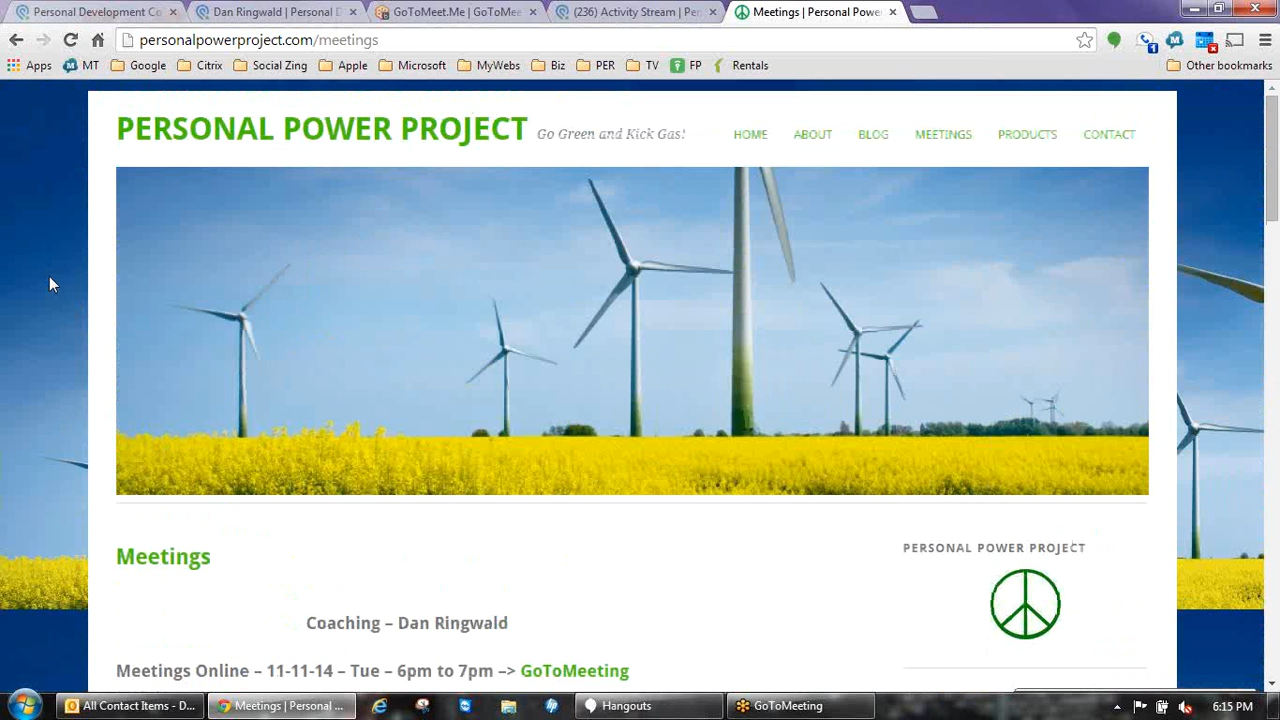 Personal Development Co
Dan Ringwald | Personal D
GoToMeet.Me | GoToMee
(236) Activity Stream | Per
Meetings | Personal Powe
personalpowerproject.com/meetings
Apps MT Google Citrix Social Zing Apple Microsoft MyWebs Biz PER TV FP Rentals Other bookmarks
PERSONAL POWER PROJECT Go Green and Kick Gas! HOME ABOUT BLOG MEETINGS PRODUCTS CONTACT
Meetings
Coaching – Dan Ringwald
Meetings Online – 11-11-14 – Tue – 6pm to 7pm –> GoToMeeting
PERSONAL POWER PROJECT
All Contact Items - D... Meetings | Personal ... Hangouts GoToMeeting 6:15 PM